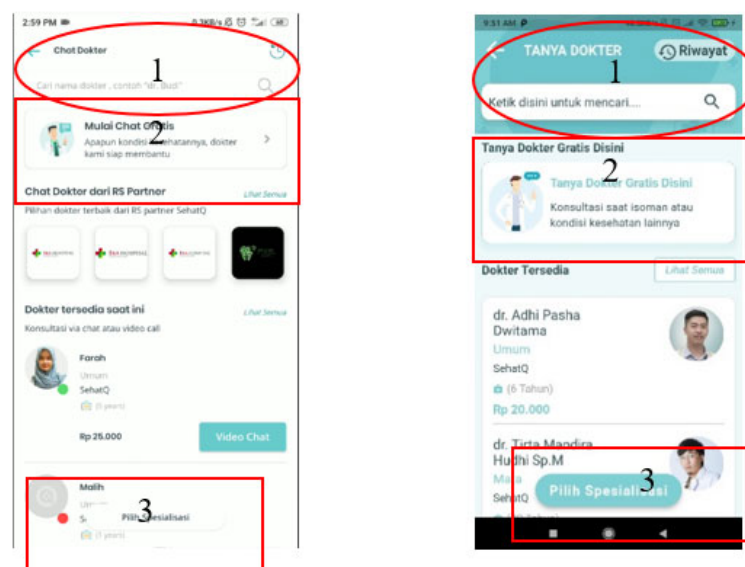 2:59 PM
0.3KB/s
Chat Dokter
1
Cari nama dokter , contoh "dr. Budi"
2
Mulai Chat Gratis
Apapun kondisi kesehatannya, dokter
kami siap membantu
Chat Dokter dari RS Partner
Lihat Semua
Pilihan dokter terbaik dari RS partner SehatQ
Dokter tersedia saat ini
Lihat Semua
Konsultasi via chat atau video call
Farah
Umum
SehatQ
(5 years)
Rp 25.000
Video Chat
Malih
3
Pilih Spesialisasi
9:51 AM
TANYA DOKTER
Riwayat
1
Ketik disini untuk mencari....
Tanya Dokter Gratis Disini
2
Tanya Dokter Gratis Disini
Konsultasi saat isoman atau
kondisi kesehatan lainnya
Dokter Tersedia
Lihat Semua
dr. Adhi Pasha
Dwitama
Umum
SehatQ
(6 Tahun)
Rp 20.000
dr. Tirta Mandira
Hudhi Sp.M
Mata
SehatQ
3
Pilih Spesialisasi